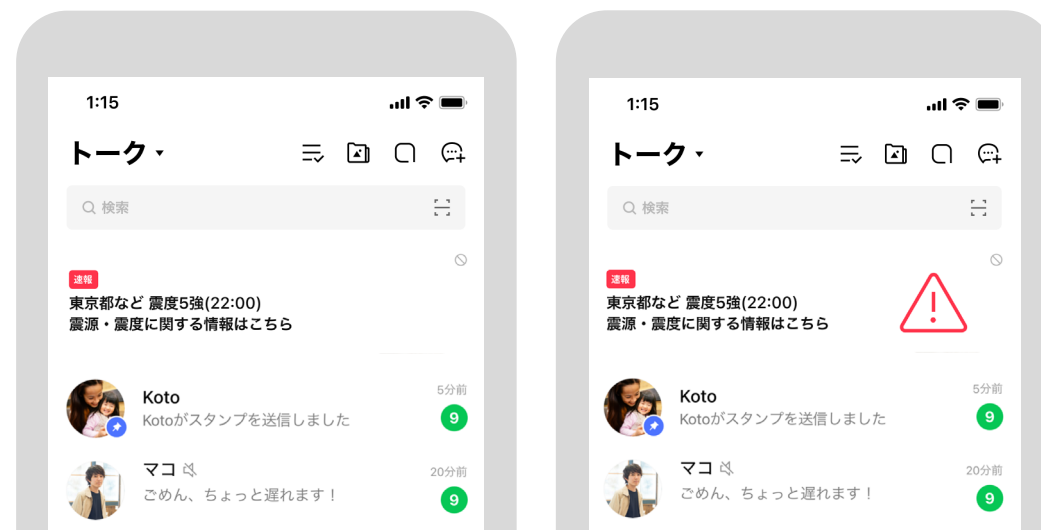 1:15
トーク
検索
速報
東京都など 震度5強(22:00)
震源・震度に関する情報はこちら
Koto
5分前
Kotoがスタンプを送信しました
9
マコ
20分前
ごめん、ちょっと遅れます！
9
1:15
トーク
検索
速報
東京都など 震度5強(22:00)
震源・震度に関する情報はこちら
Koto
5分前
Kotoがスタンプを送信しました
9
マコ
20分前
ごめん、ちょっと遅れます！
9